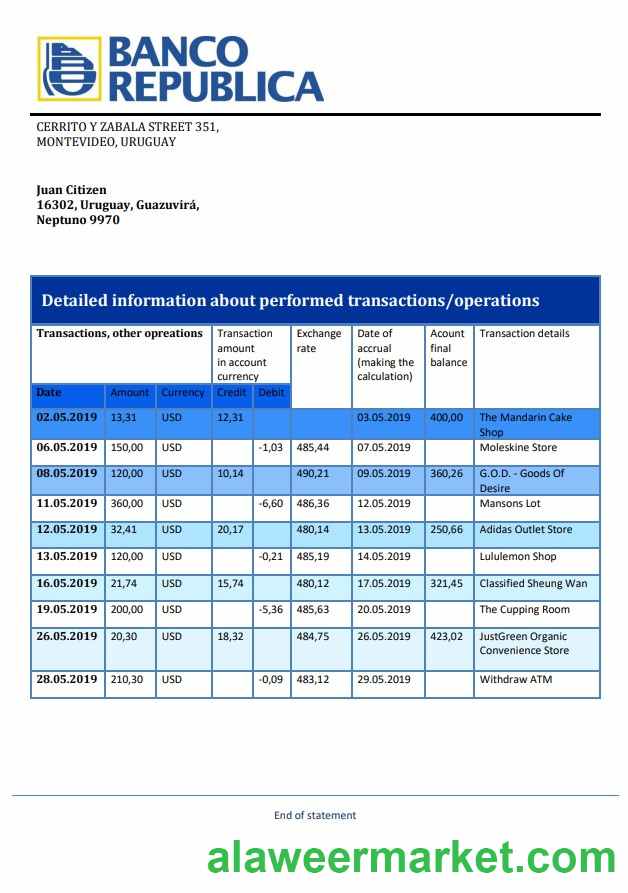 BANCO
REPUBLICA
CERRITO Y ZABALA STREET 351,
MONTEVIDEO, URUGUAY
Juan Citizen
16302, Uruguay, Guazuvirá,
Neptuno 9970
Detailed information about performed transactions/operations
Transactions, other opreations Transaction Exchange Date of Acount Transaction details
amount rate accrual final
in account (making the balance
currency calculation)
Date Amount Currency Credit Debit
02.05.2019 13,31 USD 12,31 03.05.2019 400,00 The Mandarin Cake
Shop
06.05.2019 150,00 USD -1,03 485,44 07.05.2019 Moleskine Store
08.05.2019 120,00 USD 10,14 490,21 09.05.2019 360,26 G.O.D. - Goods Of
Desire
11.05.2019 360,00 USD -6,60 486,36 12.05.2019 Mansons Lot
12.05.2019 32,41 USD 20,17 480,14 13.05.2019 250,66 Adidas Outlet Store
13.05.2019 120,00 USD -0,21 485,19 14.05.2019 Lululemon Shop
16.05.2019 21,74 USD 15,74 480,12 17.05.2019 321,45 Classified Sheung Wan
19.05.2019 200,00 USD -5,36 485,63 20.05.2019 The Cupping Room
26.05.2019 20,30 USD 18,32 484,75 26.05.2019 423,02 JustGreen Organic
Convenience Store
28.05.2019 210,30 USD -0,09 483,12 29.05.2019 Withdraw ATM
End of statement
alaweermarket.com